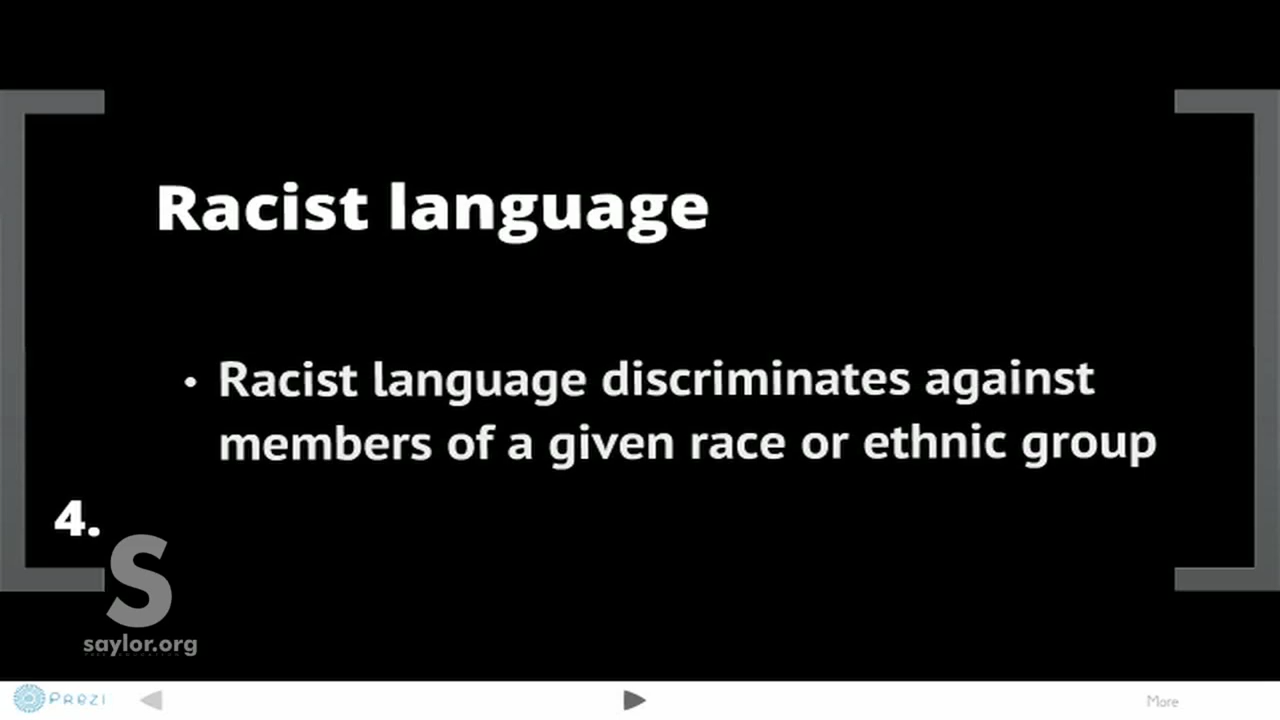 Racist language
• Racist language discriminates against
members of a given race or ethnic group
4.
S
saylor.org
Prezi
More